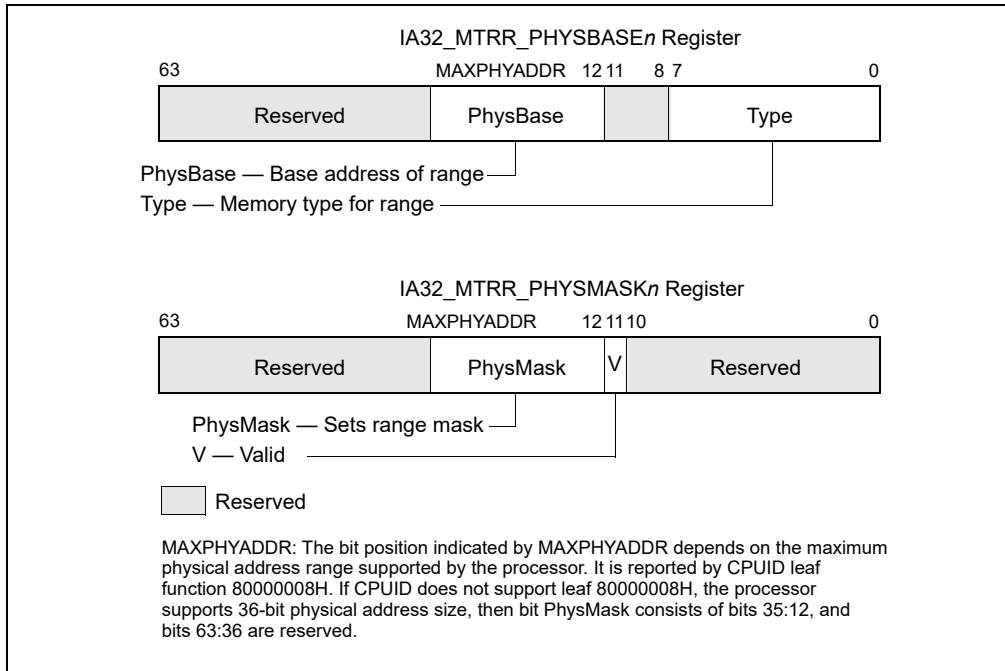 IA32_MTRR_PHYSBASEn Register
63 MAXPHYADDR 12 11 8 7 0
Reserved PhysBase Type
PhysBase — Base address of range
Type — Memory type for range
IA32_MTRR_PHYSMASKn Register
63 MAXPHYADDR 12 11 10 0
Reserved PhysMask V Reserved
PhysMask — Sets range mask
V — Valid
Reserved
MAXPHYADDR: The bit position indicated by MAXPHYADDR depends on the maximum
physical address range supported by the processor. It is reported by CPUID leaf
function 80000008H. If CPUID does not support leaf 80000008H, the processor
supports 36-bit physical address size, then bit PhysMask consists of bits 35:12, and
bits 63:36 are reserved.